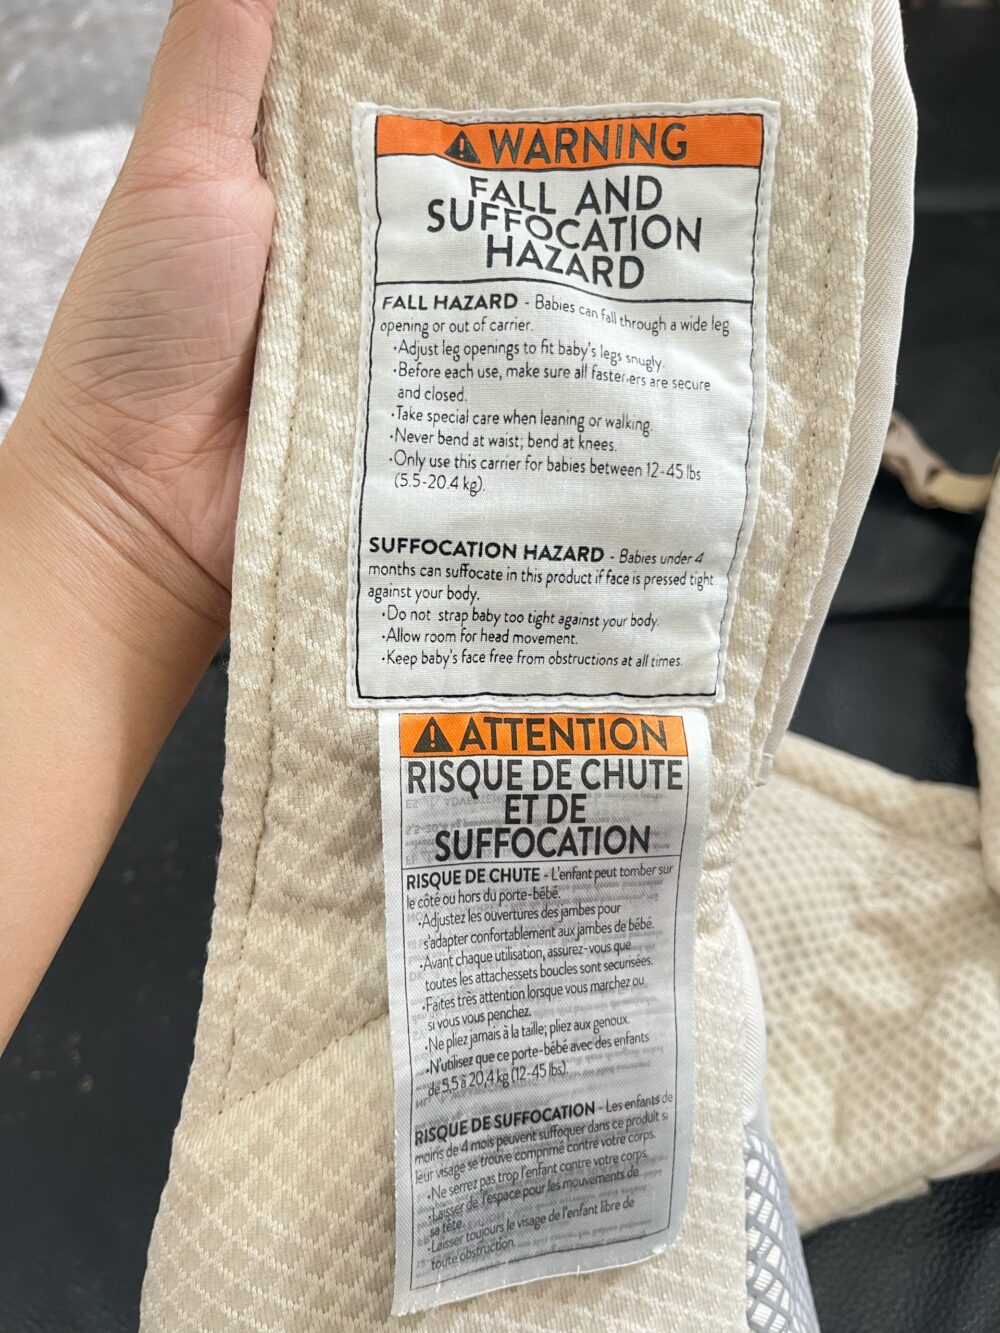 WARNING
FALL AND
SUFFOCATION
HAZARD
FALL HAZARD - Babies can fall through a wide leg
opening or out of carrier.
•Adjust leg openings to fit baby's legs snugly.
•Before each use, make sure all fasteners are secure
and closed.
•Take special care when leaning or walking.
•Never bend at waist; bend at knees.
•Only use this carrier for babies between 12-45 lbs
(5.5-20.4 kg).
SUFFOCATION HAZARD - Babies under 4
months can suffocate in this product if face is pressed tight
against your body.
•Do not strap baby too tight against your body.
•Allow room for head movement.
•Keep baby's face free from obstructions at all times.
ATTENTION
RISQUE DE CHUTE
ET DE
SUFFOCATION
RISQUE DE CHUTE - L'enfant peut tomber sur
le côté ou hors du porte-bébé.
•Adjustez les ouvertures des jambes pour
s'adapter confortablement aux jambes de bébé.
•Avant chaque utilisation, assurez-vous que
toutes les attachessets boucles sont securisées.
•Faites très attention lorsque vous marchez ou
si vous vous penchez.
•Ne pliez jamais à la taille; pliez aux genoux.
•N'utilisez que ce porte-bébé avec des enfants
de 5,5 à 20,4 kg (12-45 lbs).
RISQUE DE SUFFOCATION - Les enfants de
moins de 4 mois peuvent suffoquer dans ce produit si
leur visage se trouve comprimé contre votre corps.
•Ne serrez pas trop l'enfant contre votre corps.
•Laisser de l'espace pour les mouvements de
sa tête.
•Laisser toujours le visage de l'enfant libre de
toute obstruction.